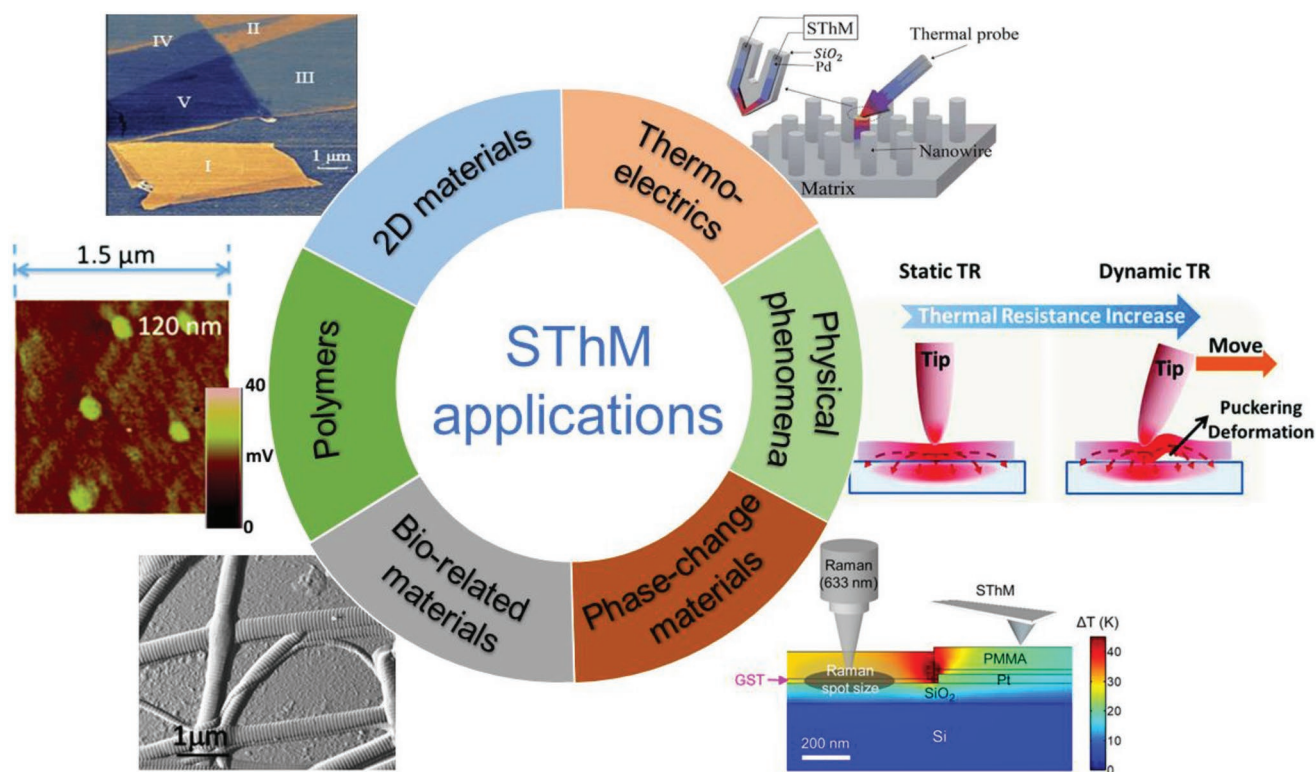 IV
II
III
V
I
1 μm
SThM
SiO2
Pd
Thermal probe
Nanowire
Matrix
2D materials
Thermo-
electrics
Physical
phenomena
Phase-change
materials
Bio-related
materials
Polymers
SThM
applications
1.5 μm
120 nm
40
mV
0
Static TR
Dynamic TR
Thermal Resistance Increase
Tip
Tip
Move
Puckering
Deformation
1μm
Raman
(633 nm)
SThM
ΔT (K)
40
30
20
10
0
PMMA
Pt
GST
Raman
spot size
SiO2
Si
200 nm